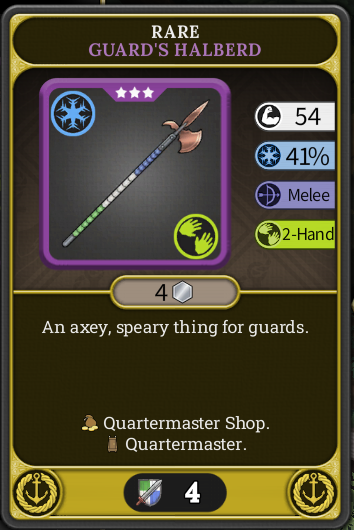 RARE
GUARD'S HALBERD
54
41%
Melee
2-Hand
4
An axey, speary thing for guards.
Quartermaster Shop.
Quartermaster.
4